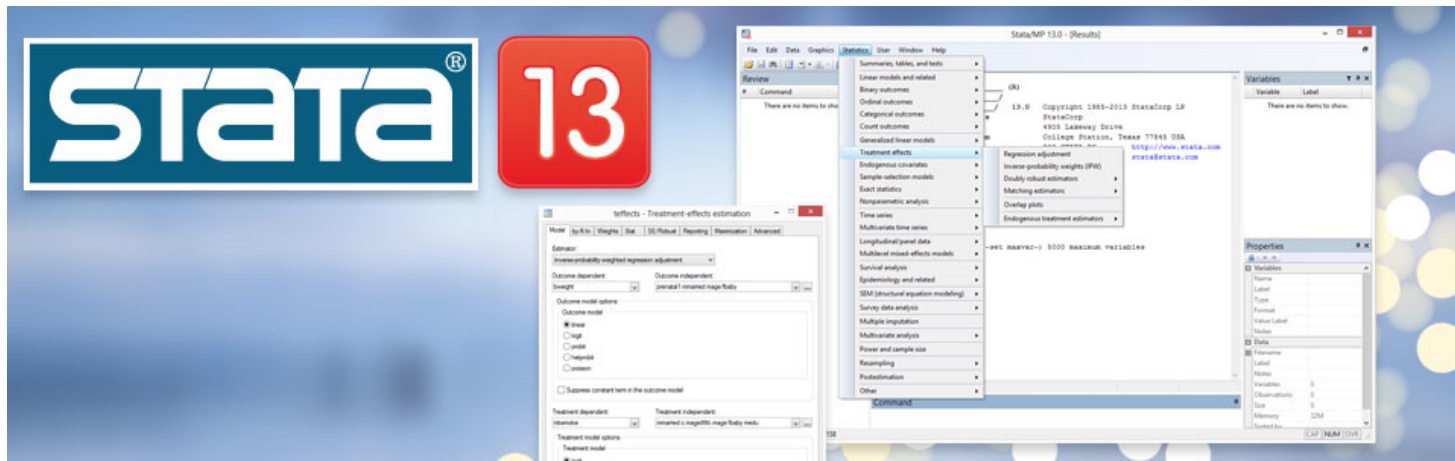 STATA®
13
Stata/MP 13.0 - [Results]
File Edit Data Graphics Statistics User Window Help
Review
# Command
There are no items to sho
Summaries, tables, and tests
Linear models and related
Binary outcomes
Ordinal outcomes
Categorical outcomes
Count outcomes
Generalized linear models
Treatment effects
Endogenous covariates
Sample-selection models
Exact statistics
Nonparametric analysis
Time series
Multivariate time series
Longitudinal/panel data
Multilevel mixed-effects models
Survival analysis
Epidemiology and related
SEM (structural equation modeling)
Survey data analysis
Multiple imputation
Multivariate analysis
Power and sample size
Resampling
Postestimation
Other
Regression adjustment
Inverse-probability weights (IPW)
Doubly robust estimators
Matching estimators
Overlap plots
Endogenous treatment estimators
(R)
13.0 Copyright 1985-2013 StataCorp LP
StataCorp
4905 Lakeway Drive
College Station, Texas 77845 USA
http://www.stata.com
stata@stata.com
-set maxvar-) 5000 maximum variables
Command
Variables
Variable Label
There are no items to show.
Properties
Variables
Name
Label
Type
Format
Value Label
Notes
Data
Filename
Label
Notes
Variables 0
Observations 0
Size 0
Memory 32M
CAP NUM OVR
teffects - Treatment-effects estimation
Model by/if/in Weights Stat SE/Robust Reporting Maximization Advanced
Estimator:
Inverse-probability weighted regression adjustment
Outcome dependent: Outcome independent:
bweight prenatal1 mmarried mage fbaby
Outcome model options
Outcome model
linear
logit
probit
hetprobit
poisson
Suppress constant term in the outcome model
Treatment dependent: Treatment independent:
mbsmoke
Treatment model options
Treatment model